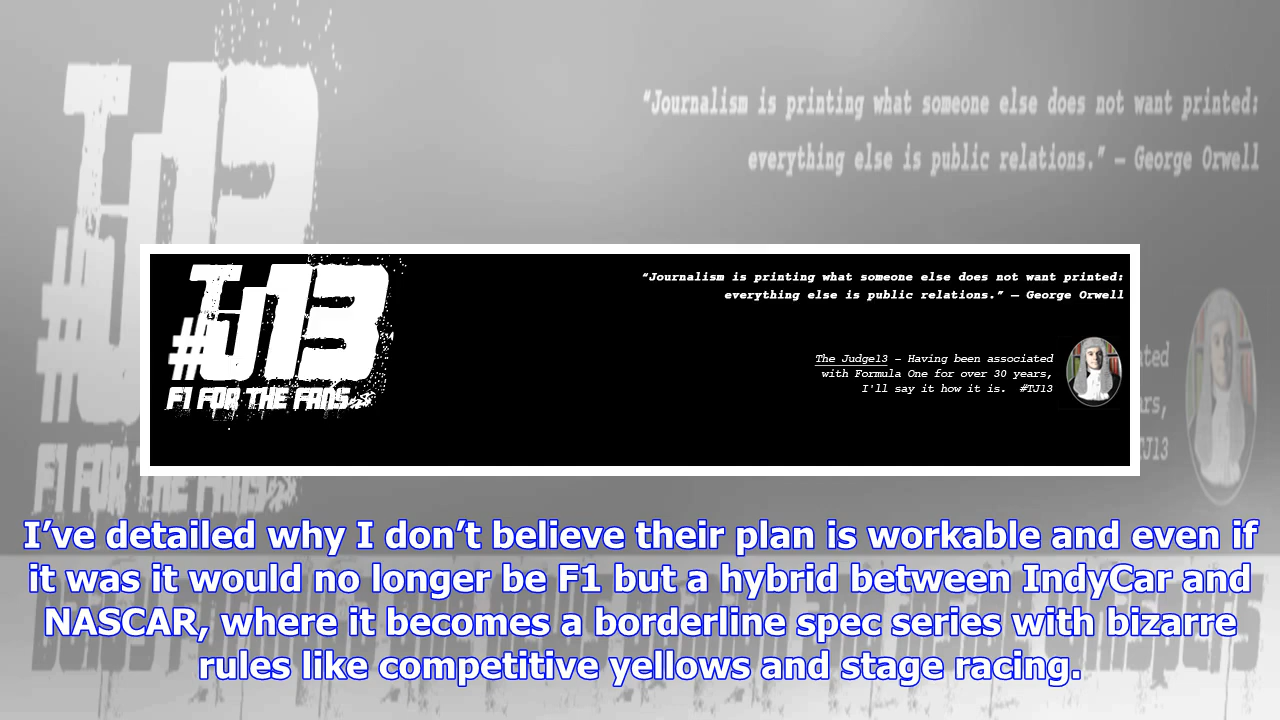 “Journalism is printing what someone else does not want printed:
everything else is public relations.” – George Orwell
#TJ13
“Journalism is printing what someone else does not want printed:
everything else is public relations.” – George Orwell
The Judge13 – Having been associated
with Formula One for over 30 years,
I'll say it how it is. #TJ13
F1 FOR THE FANS
I’ve detailed why I don’t believe their plan is workable and even if
it was it would no longer be F1 but a hybrid between IndyCar and
NASCAR, where it becomes a borderline spec series with bizarre
rules like competitive yellows and stage racing.